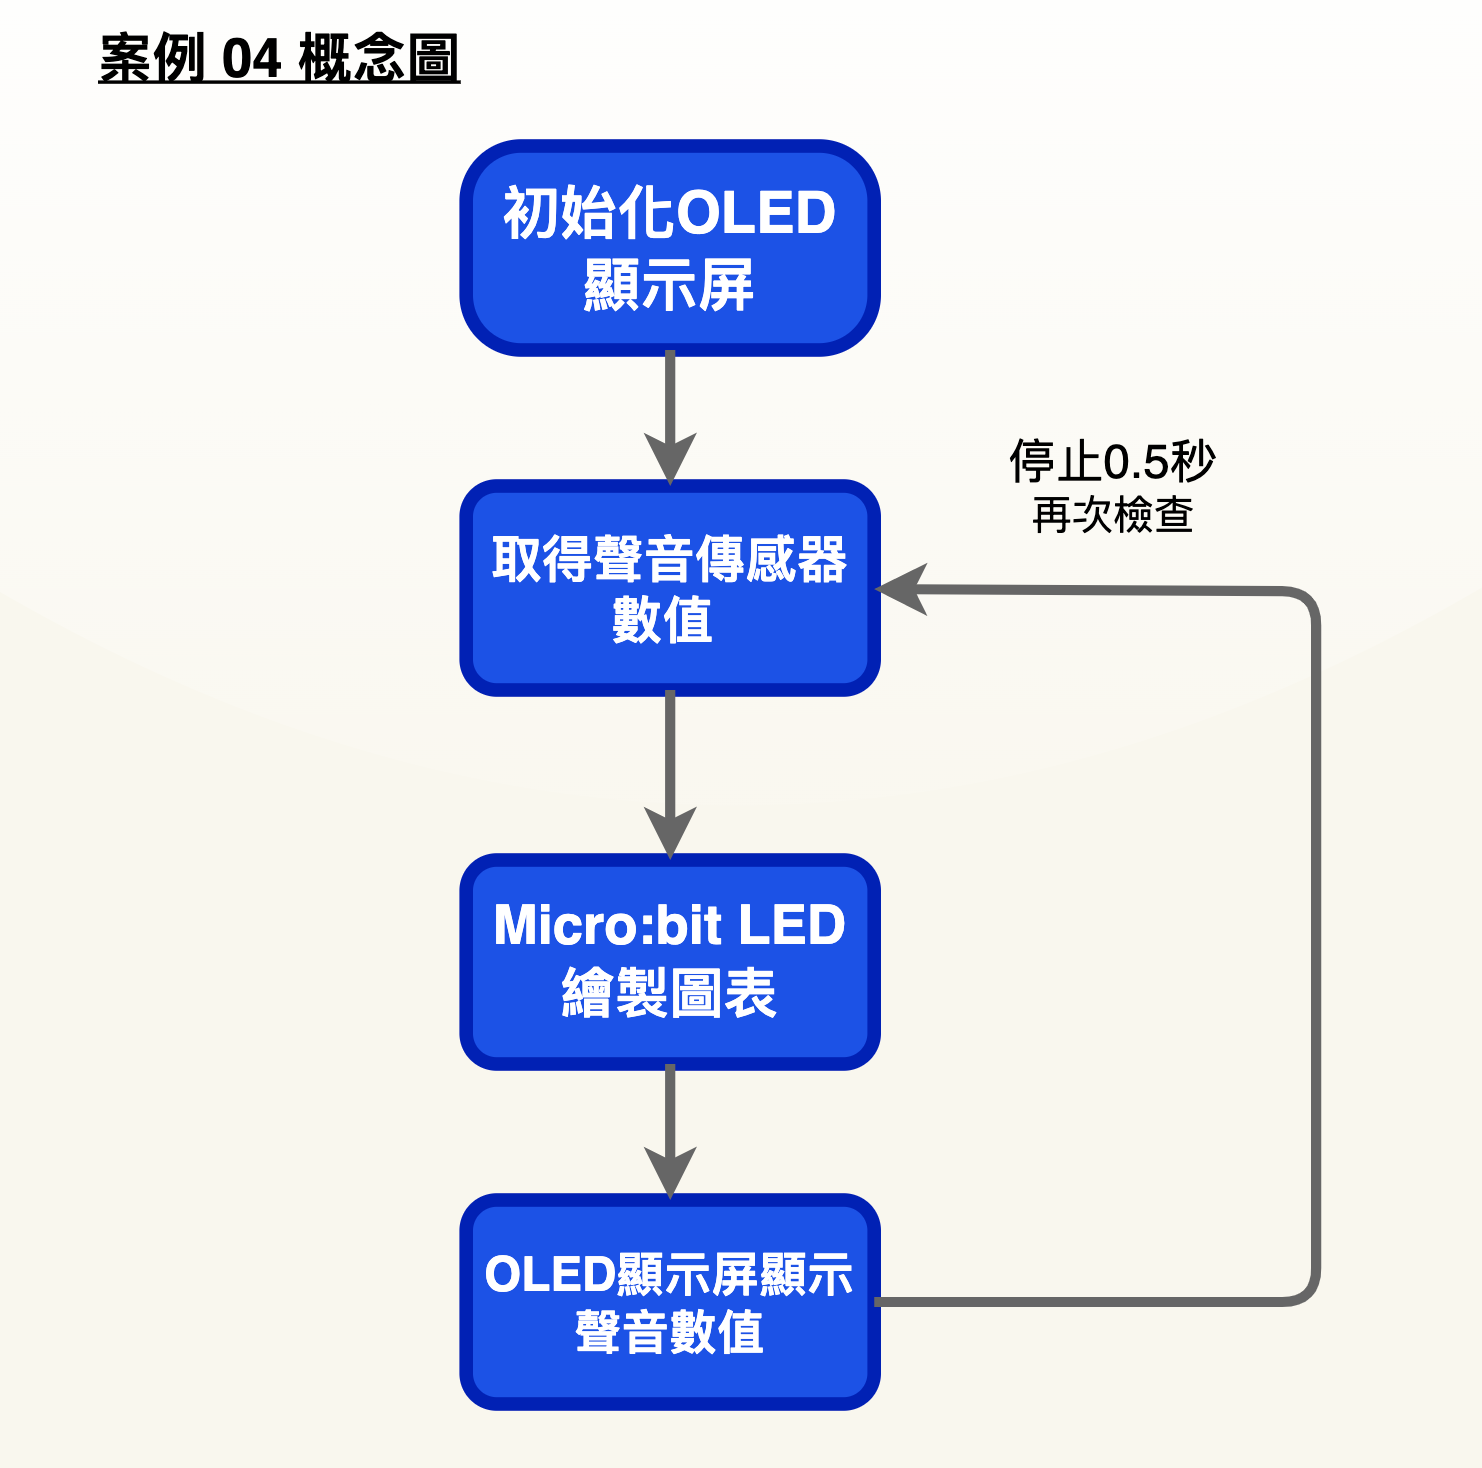 案例 04 概念圖
初始化OLED
顯示屏
停止0.5秒
再次檢查
取得聲音傳感器
數值
Micro:bit LED
繪製圖表
OLED顯示屏顯示
聲音數值